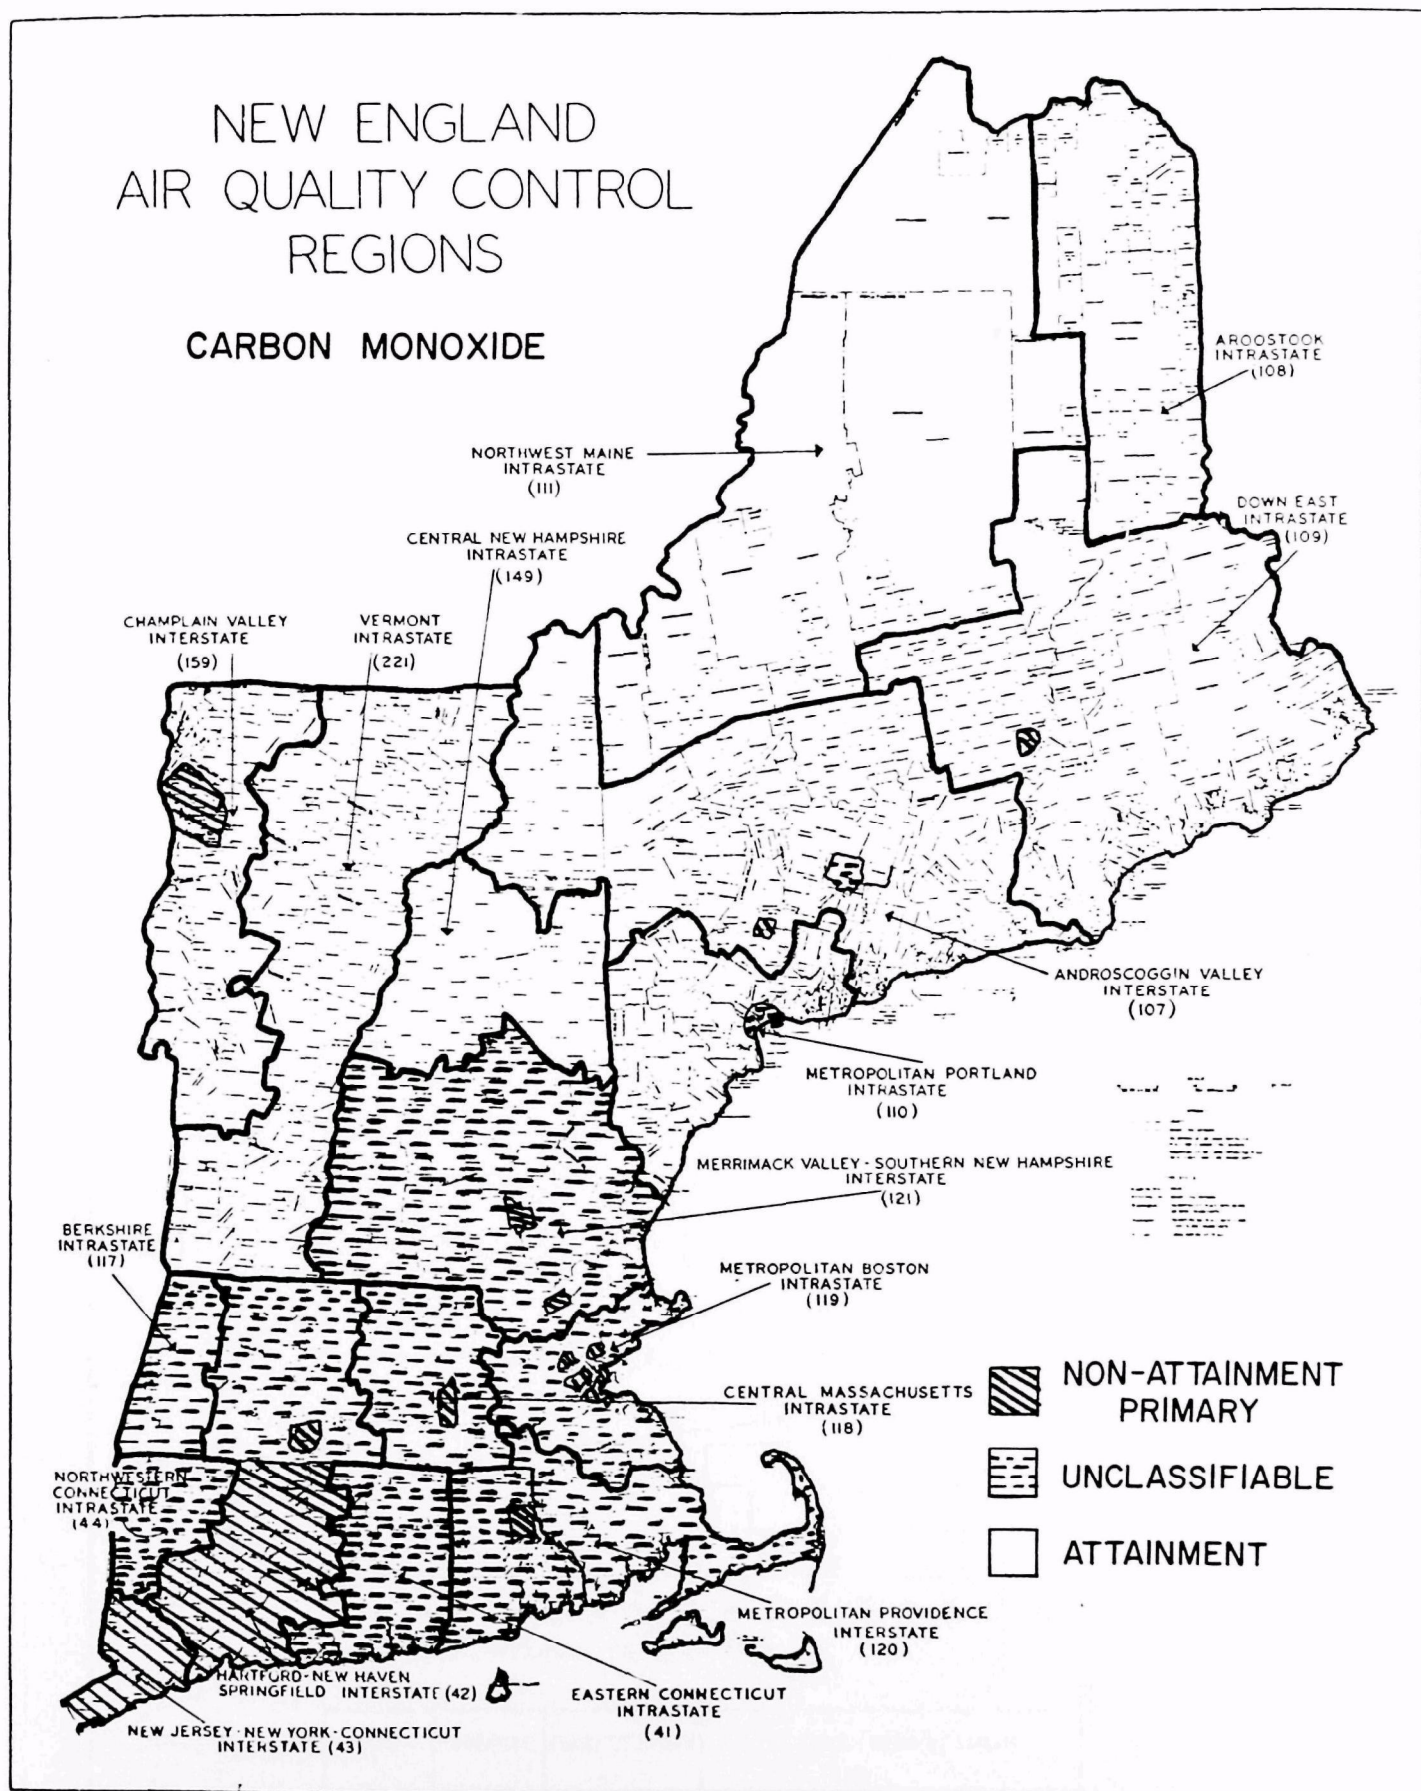 NEW ENGLAND
AIR QUALITY CONTROL
REGIONS
CARBON MONOXIDE
AROOSTOOK
INTRASTATE
(108)
NORTHWEST MAINE
INTRASTATE
(111)
DOWN EAST
INTRASTATE
(109)
CENTRAL NEW HAMPSHIRE
INTRASTATE
(149)
CHAMPLAIN VALLEY
INTERSTATE
(159)
VERMONT
INTRASTATE
(221)
ANDROSCOGGIN VALLEY
INTERSTATE
(107)
METROPOLITAN PORTLAND
INTRASTATE
(110)
MERRIMACK VALLEY-SOUTHERN NEW HAMPSHIRE
INTERSTATE
(121)
BERKSHIRE
INTRASTATE
(117)
METROPOLITAN BOSTON
INTRASTATE
(119)
CENTRAL MASSACHUSETTS
INTRASTATE
(118)
NON-ATTAINMENT
PRIMARY
UNCLASSIFIABLE
ATTAINMENT
NORTHWESTERN
CONNECTICUT
INTRASTATE
(44)
METROPOLITAN PROVIDENCE
INTERSTATE
(120)
HARTFORD-NEW HAVEN
SPRINGFIELD INTERSTATE (42)
EASTERN CONNECTICUT
INTRASTATE
(41)
NEW JERSEY-NEW YORK-CONNECTICUT
INTERSTATE (43)